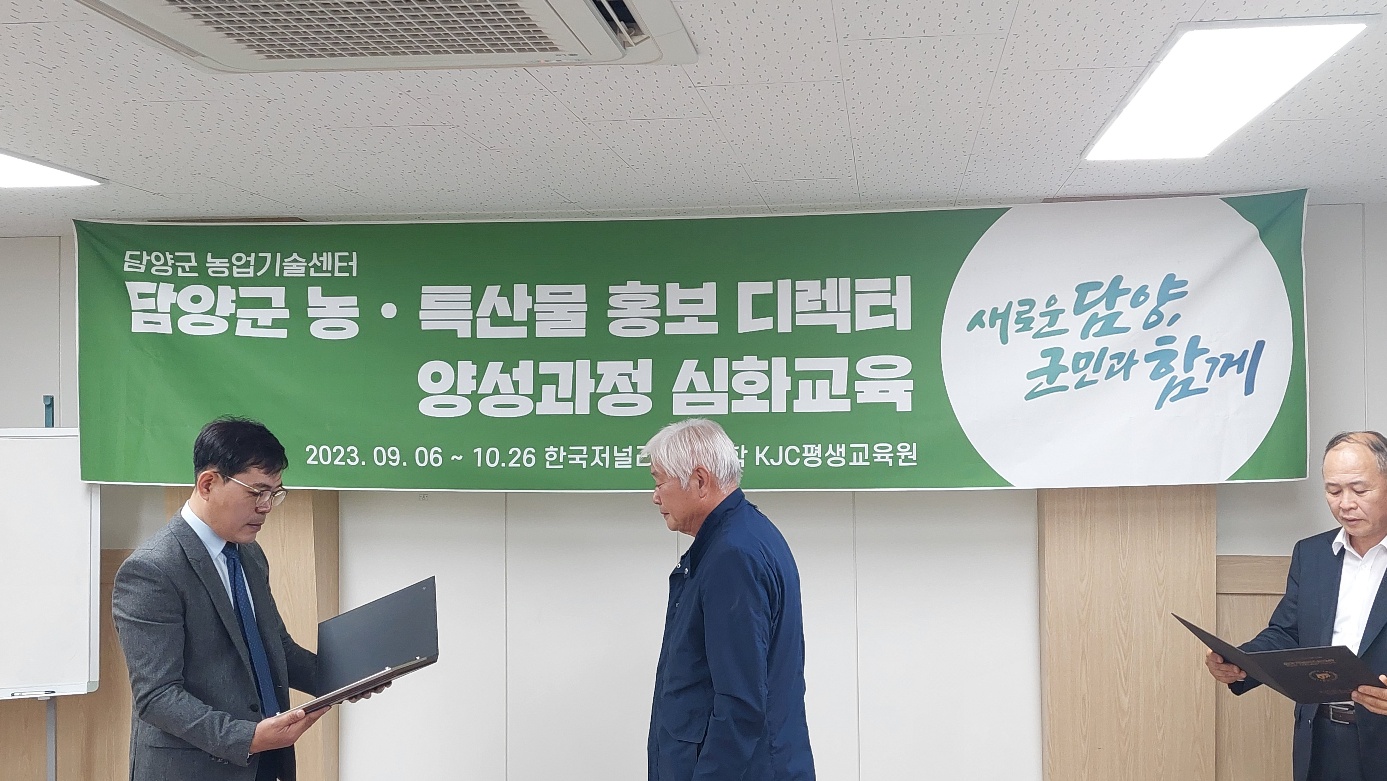 담양군 농업기술센터
담양군 농·특산물 홍보 디렉터
양성과정 심화교육
2023. 09. 06 ~ 10.26 한국저널 KJC평생교육원
새로운 담양,
군민과 함께